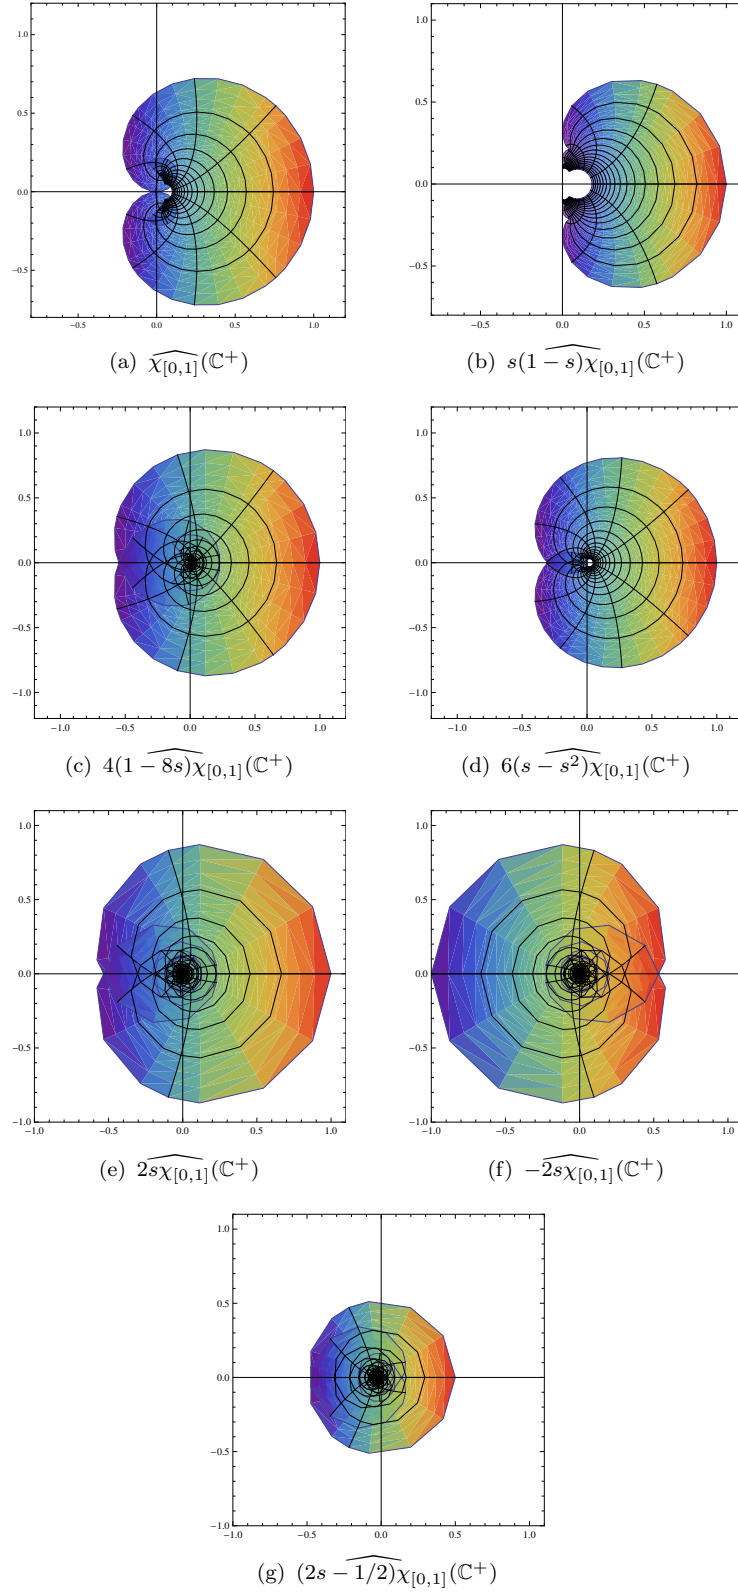 1.0 1.0
0.5 0.5
0.0 0.0
−0.5 −0.5
−0.5 0.0 0.5 1.0 −0.5 0.0 0.5 1.0
(a) $\widehat{\chi_{[0,1]}}(\mathbb{C}^+)$ (b) $\widehat{s(1-s)\chi_{[0,1]}}(\mathbb{C}^+)$
1.0 1.0
0.5 0.5
0.0 0.0
−0.5 −0.5
−1.0 −1.0
−1.0 −0.5 0.0 0.5 1.0 −1.0 −0.5 0.0 0.5 1.0
(c) $\widehat{4(1-8s)\chi_{[0,1]}}(\mathbb{C}^+)$ (d) $\widehat{6(s-s^2)\chi_{[0,1]}}(\mathbb{C}^+)$
1.0 1.0
0.5 0.5
0.0 0.0
−0.5 −0.5
−1.0 −1.0
−1.0 −0.5 0.0 0.5 1.0 −1.0 −0.5 0.0 0.5 1.0
(e) $\widehat{2s\chi_{[0,1]}}(\mathbb{C}^+)$ (f) $\widehat{-2s\chi_{[0,1]}}(\mathbb{C}^+)$
1.0
0.5
0.0
−0.5
−1.0
−1.0 −0.5 0.0 0.5 1.0
(g) $\widehat{(2s-1/2)\chi_{[0,1]}}(\mathbb{C}^+)$